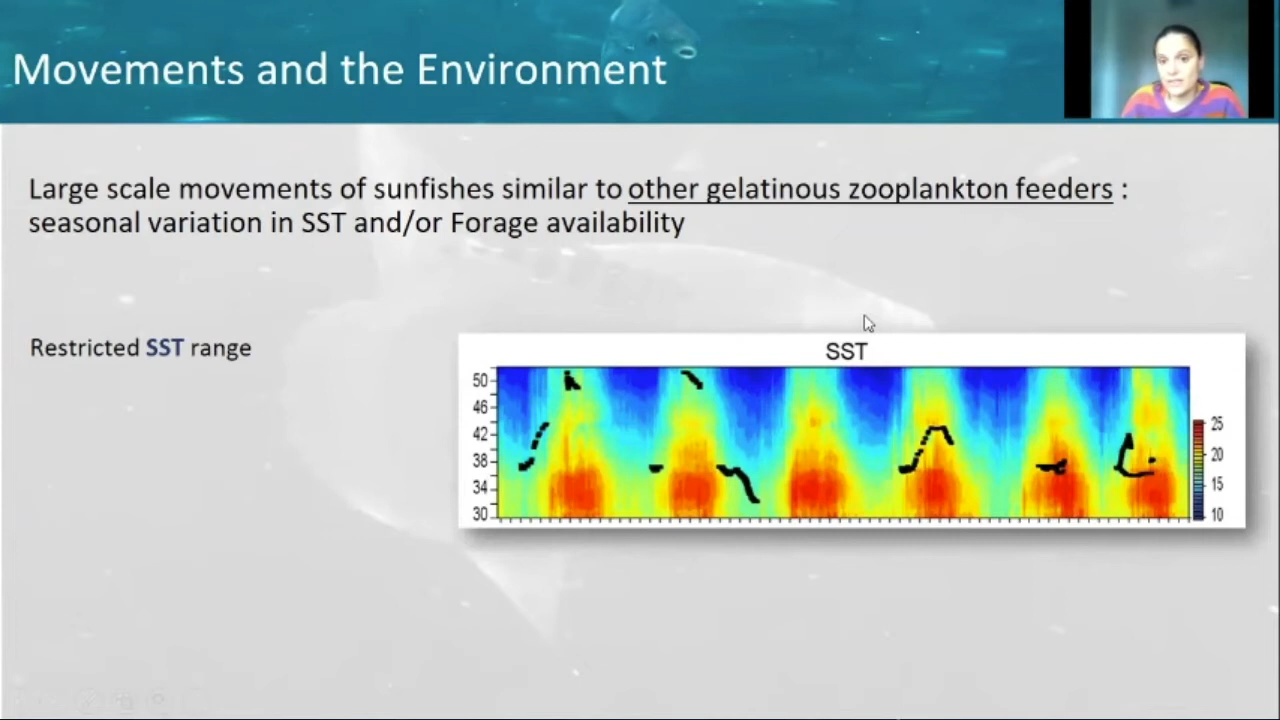 Movements and the Environment
Large scale movements of sunfishes similar to other gelatinous zooplankton feeders :
seasonal variation in SST and/or Forage availability
Restricted SST range
SST
50
46
42
38
34
30
25
20
15
10